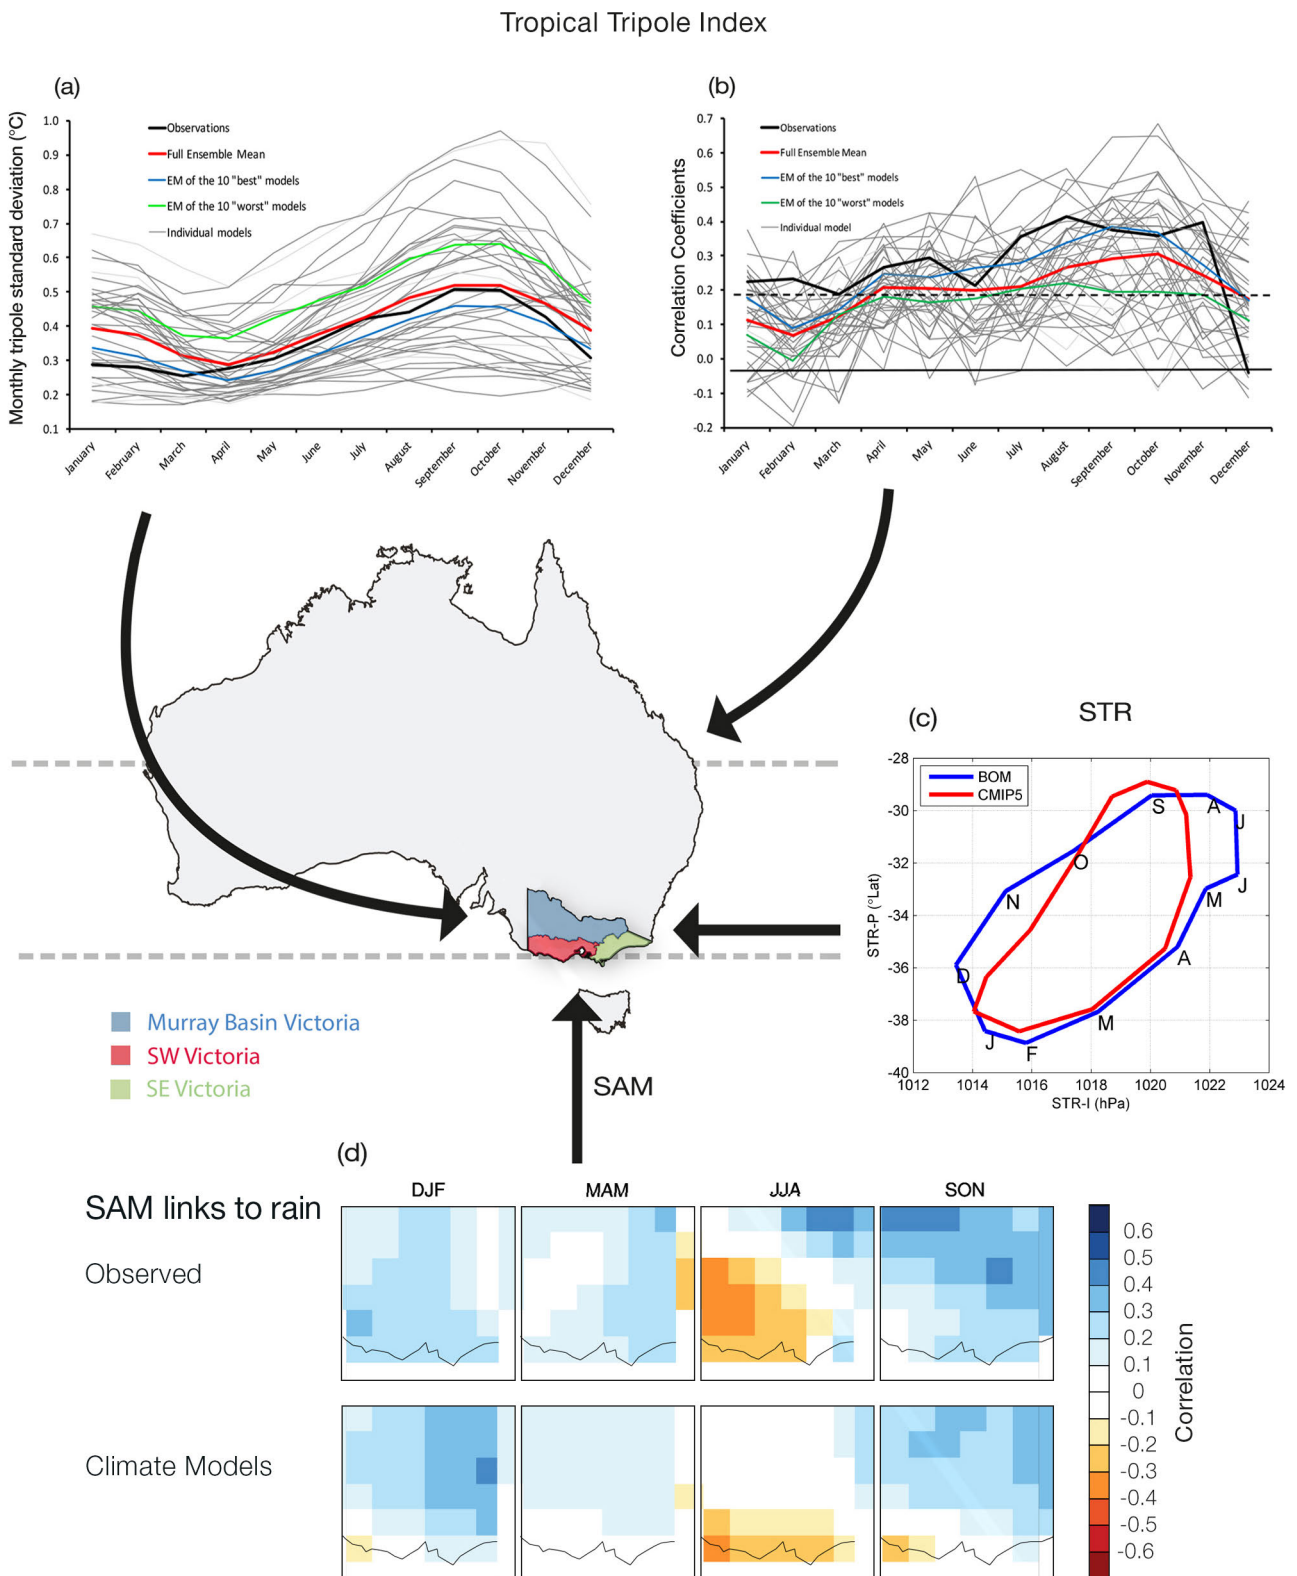 Tropical Tripole Index
(a)
Monthly tripole standard deviation (°C)
1.0
0.9
0.8
0.7
0.6
0.5
0.4
0.3
0.2
0.1
Observations
Full Ensemble Mean
EM of the 10 "best" models
EM of the 10 "worst" models
Individual models
January
February
March
April
May
June
July
August
September
October
November
December
(b)
Correlation Coefficients
0.7
0.6
0.5
0.4
0.3
0.2
0.1
0.0
-0.1
-0.2
Observations
Full Ensemble Mean
EM of the 10 "best" models
EM of the 10 "worst" models
Individual model
January
February
March
April
May
June
July
August
September
October
November
December
(c)
STR
STR-P (°Lat)
-28
-30
-32
-34
-36
-38
-40
BOM
CMIP5
S
A
J
O
J
N
M
A
D
M
J
F
1012
1014
1016
1018
1020
1022
1024
STR-I (hPa)
Murray Basin Victoria
SW Victoria
SE Victoria
SAM
(d)
SAM links to rain
DJF
MAM
JJA
SON
Observed
Climate Models
0.6
0.5
0.4
0.3
0.2
0.1
0
-0.1
-0.2
-0.3
-0.4
-0.5
-0.6
Correlation